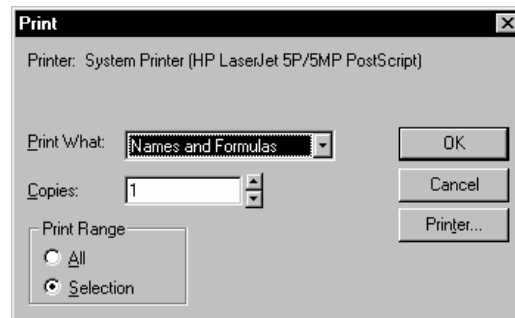 Print
Printer: System Printer (HP LaserJet 5P/5MP PostScript)
Print What: Names and Formulas
OK
Copies: 1
Cancel
Printer...
Print Range
All
Selection